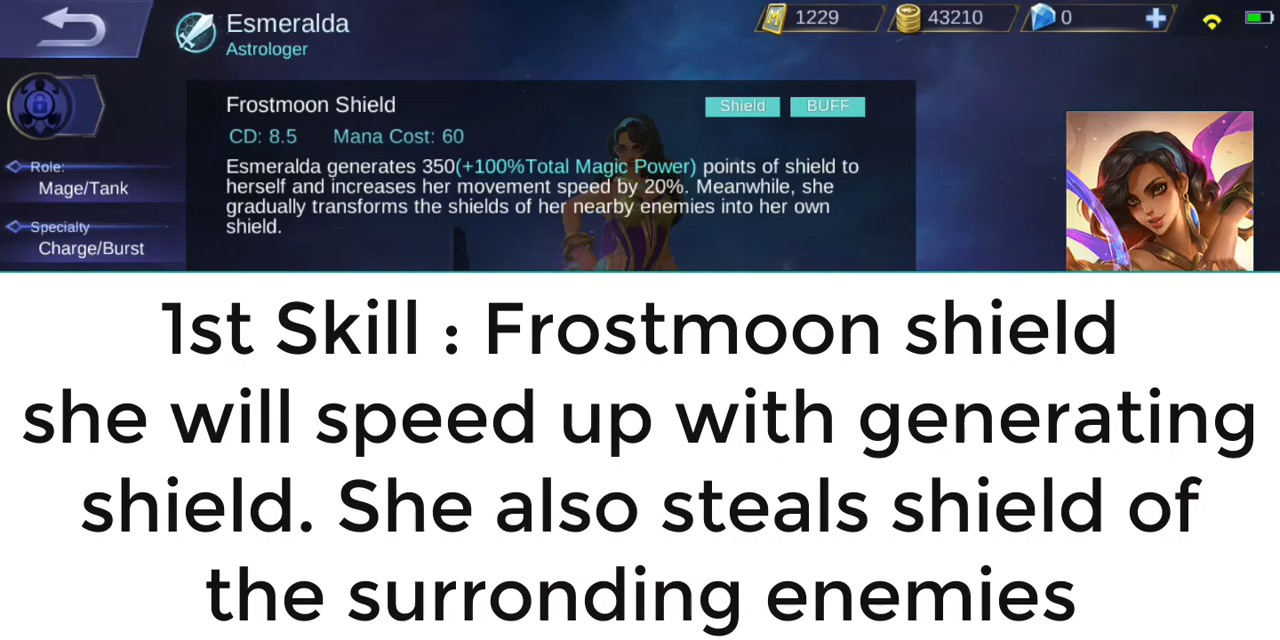 Esmeralda
Astrologer
1229
43210
0
Frostmoon Shield
Shield
BUFF
CD: 8.5 Mana Cost: 60
Esmeralda generates 350(+100%Total Magic Power) points of shield to
herself and increases her movement speed by 20%. Meanwhile, she
gradually transforms the shields of her nearby enemies into her own
shield.
Role:
Mage/Tank
Specialty
Charge/Burst
1st Skill : Frostmoon shield
she will speed up with generating
shield. She also steals shield of
the surronding enemies